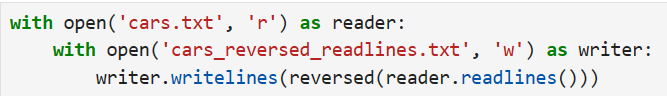 with open('cars.txt', 'r') as reader:
    with open('cars_reversed_readlines.txt', 'w') as writer:
        writer.writelines(reversed(reader.readlines()))